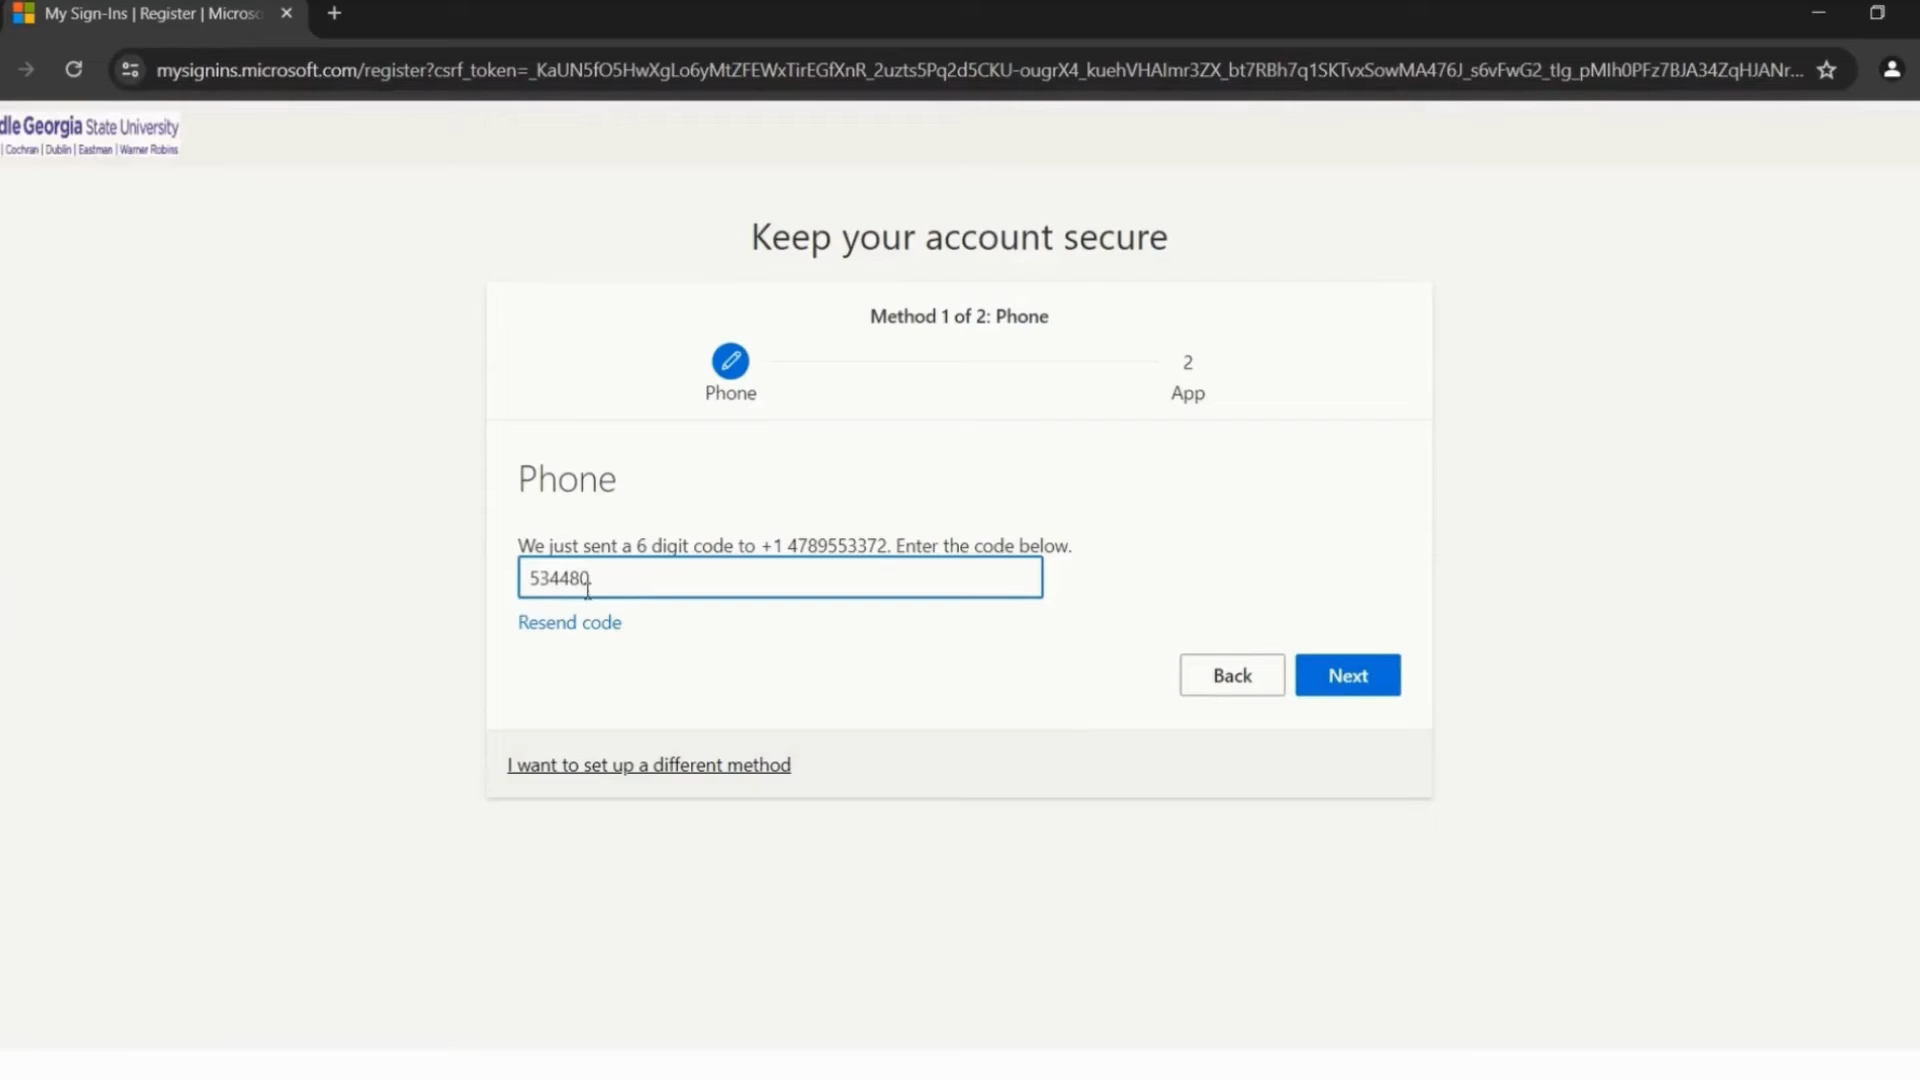 My Sign-Ins | Register | Microso
mysignins.microsoft.com/register?csrf_token=_KaUN5fO5HwXgLo6yMtZFEWxTirEGfXnR_2uzts5Pq2d5CKU-ougrX4_kuehVHAImr3ZX_bt7RBh7q1SKTvxSowMA476J_s6vFwG2_tIg_pMIh0PFz7BJA34ZqHJANr...
dle Georgia State University
| Cochran | Dublin | Eastman | Warner Robins
Keep your account secure
Method 1 of 2: Phone
2
Phone
App
Phone
We just sent a 6 digit code to +1 4789553372. Enter the code below.
534480
Resend code
Back
Next
I want to set up a different method